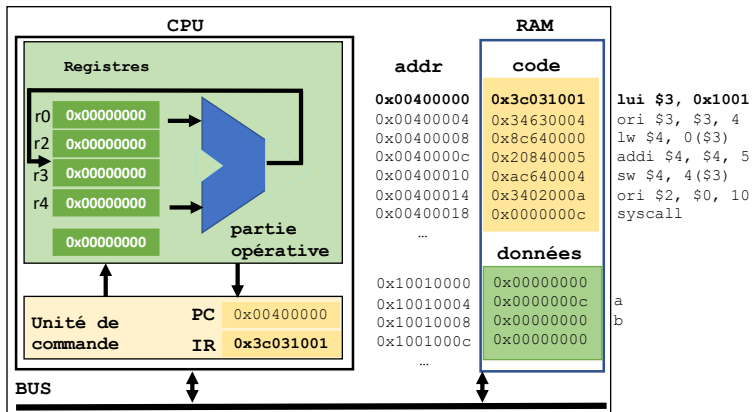 CPU
RAM
Registres
addr
code
r0 0x00000000
r2 0x00000000
r3 0x00000000
r4 0x00000000
0x00000000
partie
opérative
0x00400000 0x3c031001 lui $3, 0x1001
0x00400004 0x34630004 ori $3, $3, 4
0x00400008 0x8c640000 lw $4, 0($3)
0x0040000c 0x20840005 addi $4, $4, 5
0x00400010 0xac640004 sw $4, 4($3)
0x00400014 0x3402000a ori $2, $0, 10
0x00400018 0x0000000c syscall
…
données
0x10010000 0x00000000
0x10010004 0x0000000c a
0x10010008 0x00000000 b
0x1001000c 0x00000000
…
Unité de
commande
PC 0x00400000
IR 0x3c031001
BUS